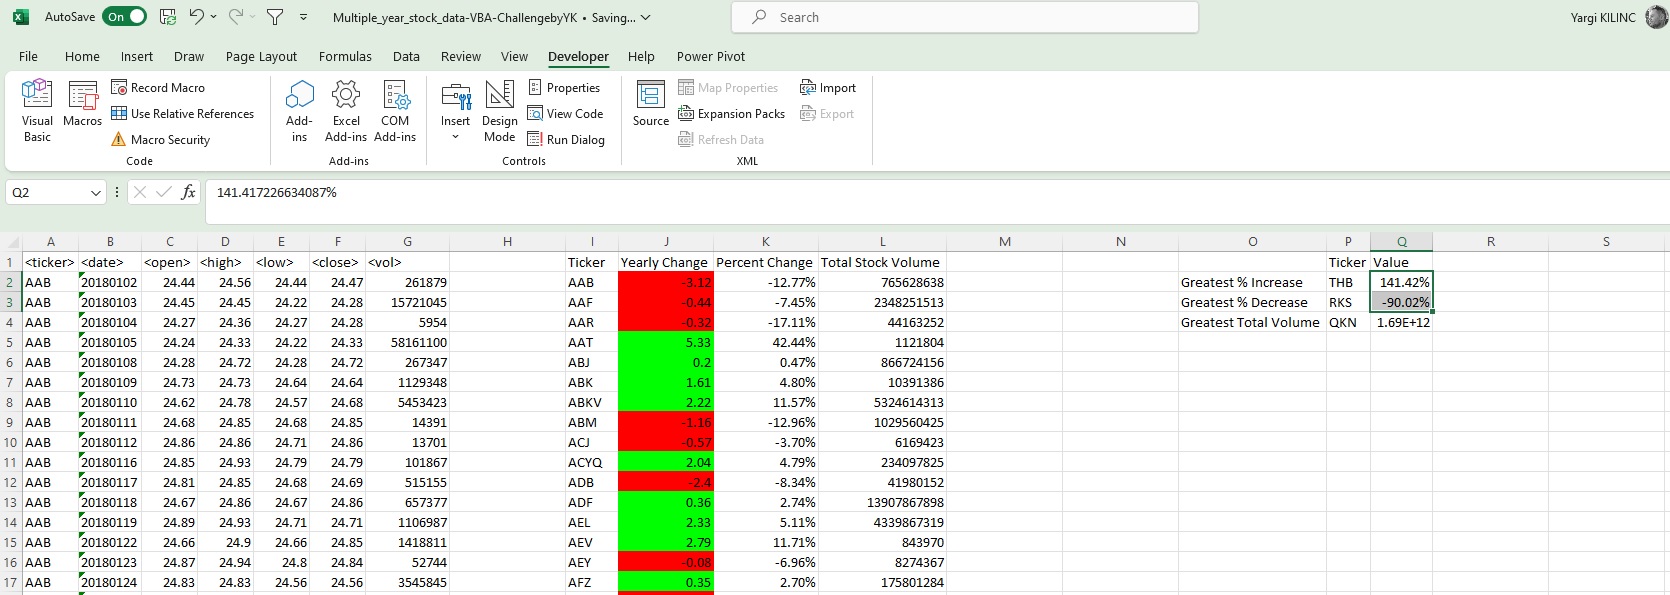 AutoSave On Multiple_year_stock_data-VBA-ChallengebyYK • Saving... Search Yargi KILINC
File Home Insert Draw Page Layout Formulas Data Review View Developer Help Power Pivot
Visual Basic Macros Record Macro Use Relative References Macro Security Code
Add-ins Excel Add-ins COM Add-ins Add-ins
Insert Design Mode Properties View Code Run Dialog Controls
Source Map Properties Expansion Packs Refresh Data Import Export XML
Q2 fx 141.417226634087%
A B C D E F G H I J K L M N O P Q R S
1 <ticker> <date> <open> <high> <low> <close> <vol> Ticker Yearly Change Percent Change Total Stock Volume Ticker Value
2 AAB 20180102 24.44 24.56 24.44 24.47 261879 AAB -3.12 -12.77% 765628638 Greatest % Increase THB 141.42%
3 AAB 20180103 24.45 24.45 24.22 24.28 15721045 AAF -0.44 -7.45% 2348251513 Greatest % Decrease RKS -90.02%
4 AAB 20180104 24.27 24.36 24.27 24.28 5954 AAR -0.32 -17.11% 44163252 Greatest Total Volume QKN 1.69E+12
5 AAB 20180105 24.24 24.33 24.22 24.33 58161100 AAT 5.33 42.44% 1121804
6 AAB 20180108 24.28 24.72 24.28 24.72 267347 ABJ 0.2 0.47% 866724156
7 AAB 20180109 24.73 24.73 24.64 24.64 1129348 ABK 1.61 4.80% 10391386
8 AAB 20180110 24.62 24.78 24.57 24.68 5453423 ABKV 2.22 11.57% 5324614313
9 AAB 20180111 24.68 24.85 24.68 24.85 14391 ABM -1.16 -12.96% 1029560425
10 AAB 20180112 24.86 24.86 24.71 24.86 13701 ACJ -0.57 -3.70% 6169423
11 AAB 20180116 24.85 24.93 24.79 24.79 101867 ACYQ 2.04 4.79% 234097825
12 AAB 20180117 24.81 24.85 24.68 24.69 515155 ADB -2.4 -8.34% 41980152
13 AAB 20180118 24.67 24.86 24.67 24.86 657377 ADF 0.36 2.74% 13907867898
14 AAB 20180119 24.89 24.93 24.71 24.71 1106987 AEL 2.33 5.11% 4339867319
15 AAB 20180122 24.66 24.9 24.66 24.85 1418811 AEV 2.79 11.71% 843970
16 AAB 20180123 24.87 24.94 24.8 24.84 52744 AEY -0.08 -6.96% 8274367
17 AAB 20180124 24.83 24.83 24.56 24.56 3545845 AFZ 0.35 2.70% 175801284